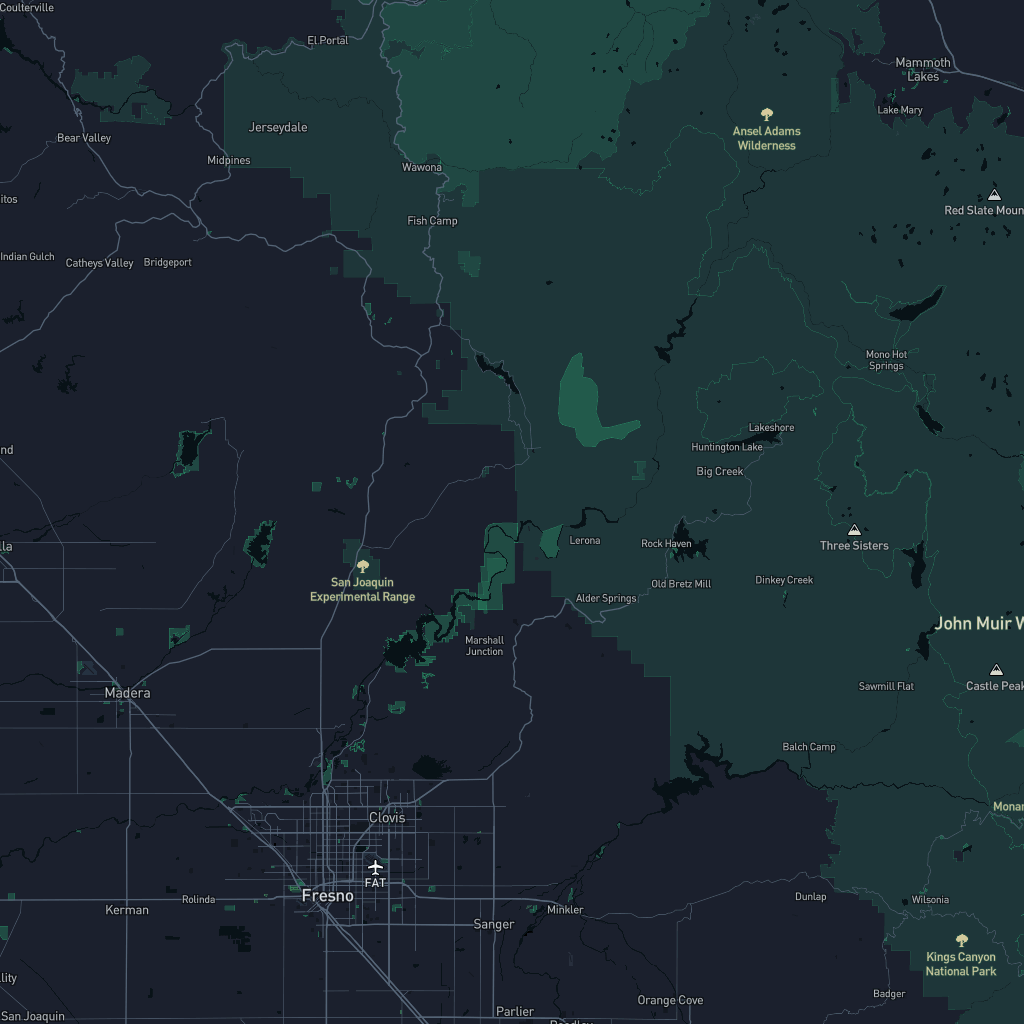 Coulterville
El Portal
Mammoth
Lakes
Lake Mary
Ansel Adams
Wilderness
Jerseydale
Bear Valley
Midpines
Wawona
itos
Red Slate Moun
Fish Camp
Indian Gulch
Catheys Valley
Bridgeport
Mono Hot
Springs
Lakeshore
Huntington Lake
nd
Big Creek
Three Sisters
Lerona
Rock Haven
lla
San Joaquin
Experimental Range
Old Bretz Mill
Dinkey Creek
Alder Springs
John Muir W
Marshall
Junction
Castle Peak
Sawmill Flat
Madera
Balch Camp
Monar
Clovis
FAT
Fresno
Rolinda
Kerman
Sanger
Minkler
Dunlap
Wilsonia
Kings Canyon
National Park
lity
Badger
Orange Cove
San Joaquin
Parlier